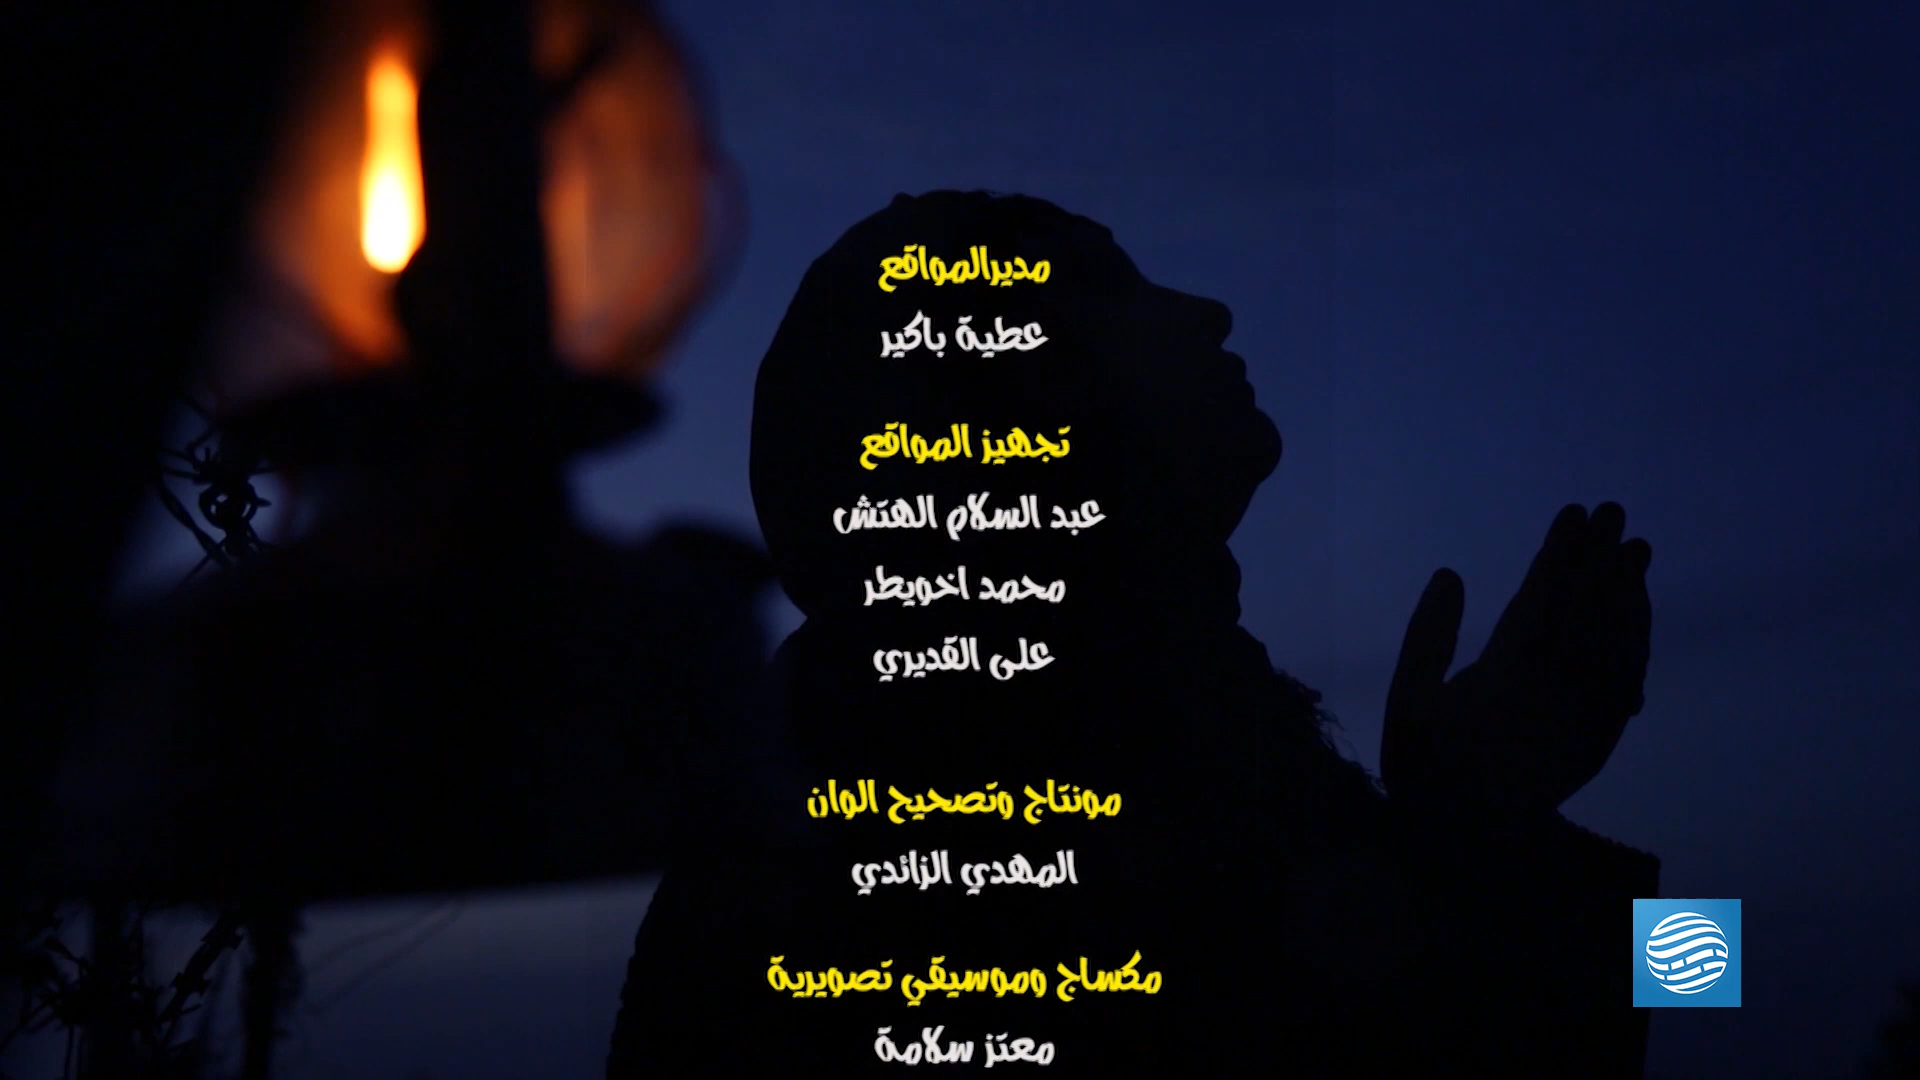 مديرالمواقع
عطية باكير
تجهيز المواقع
عبد السلام الهتش
محمد اخويطر
على القديري
مونتاج وتصحيح الوان
المهدي الزائدي
مكساج وموسيقي تصويرية
معتز سلامة